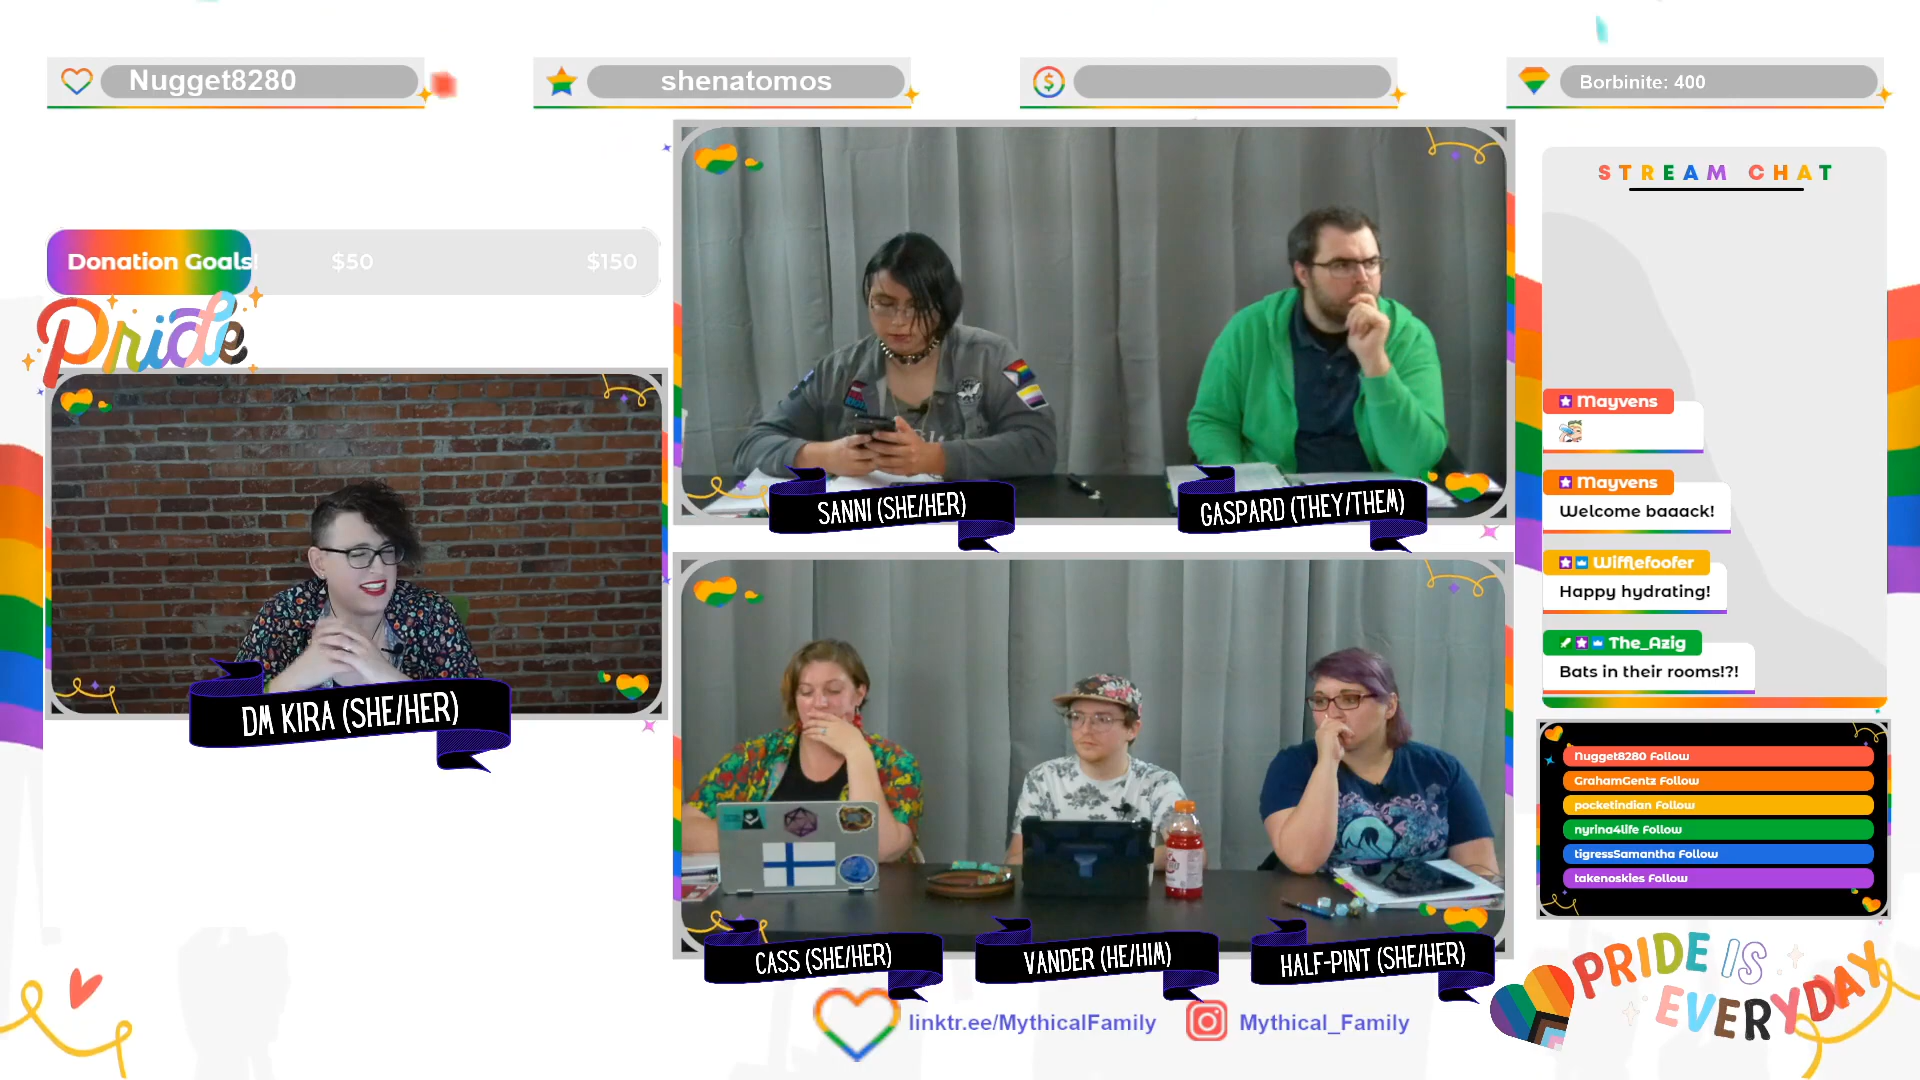 Nugget8280
shenatomos
Borbinite: 400
Donation Goals!
$50
$150
Pride
DM KIRA (SHE/HER)
SANNI (SHE/HER)
GASPARD (THEY/THEM)
CASS (SHE/HER)
VANDER (HE/HIM)
HALF-PINT (SHE/HER)
linktr.ee/MythicalFamily
Mythical_Family
STREAM CHAT
Mayvens
Mayvens
Welcome baaack!
Wifflefoofer
Happy hydrating!
The_Azig
Bats in their rooms!?!
Nugget8280 Follow
GrahamGentz Follow
pocketindian Follow
nyrina4life Follow
tigressSamantha Follow
takenoskies Follow
PRIDE IS
EVERYDAY